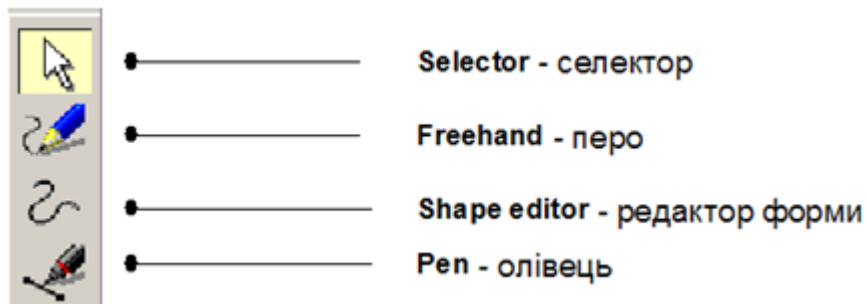 Selector - селектор
Freehand - перо
Shape editor - редактор форми
Pen - олівець